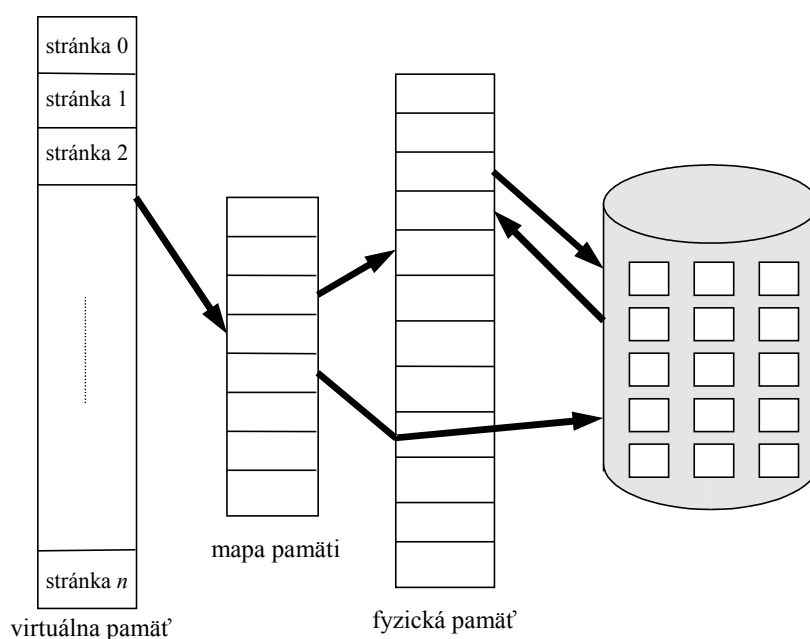 stránka 0
stránka 1
stránka 2
stránka n
virtuálna pamäť
mapa pamäti
fyzická pamäť